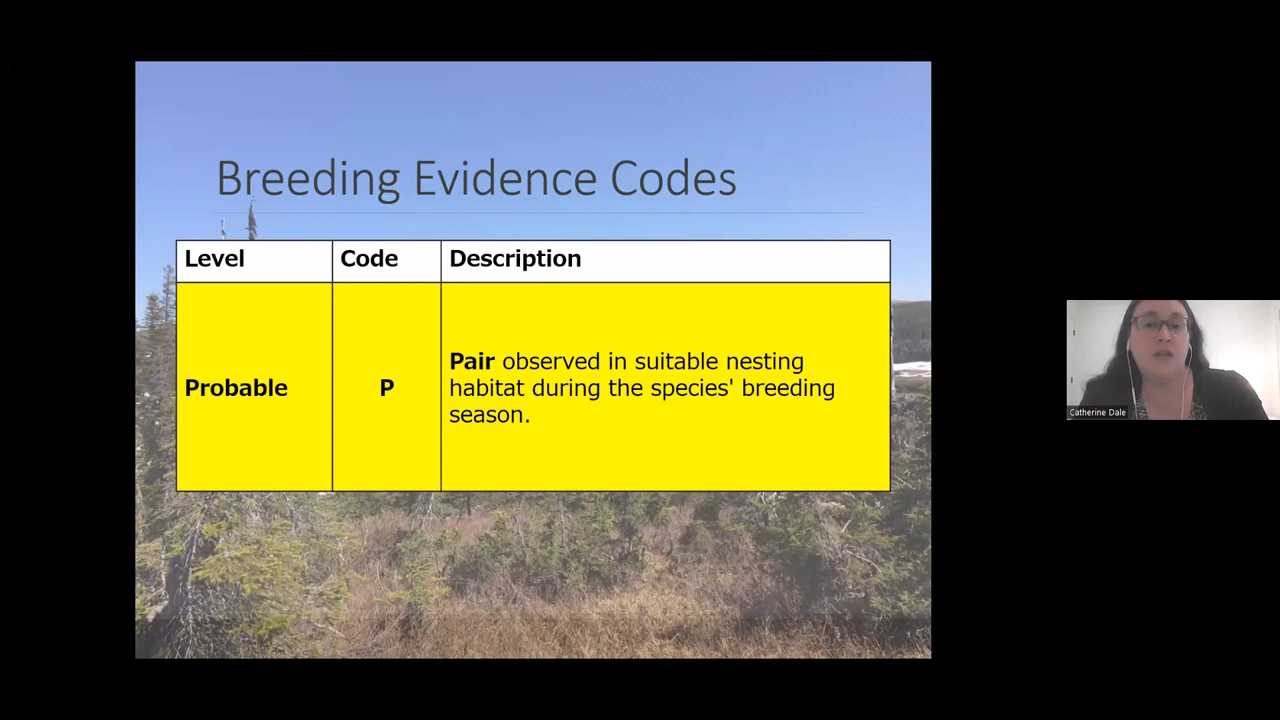 Breeding Evidence Codes
Level Code Description
Probable P Pair observed in suitable nesting
habitat during the species' breeding
season.
Catherine Dale